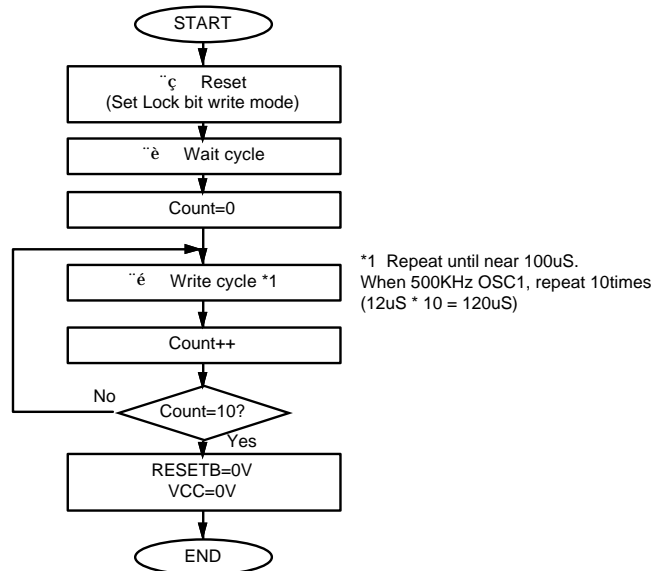 START
¨ç Reset
(Set Lock bit write mode)
¨è Wait cycle
Count=0
¨é Write cycle *1
*1 Repeat until near 100uS.
When 500KHz OSC1, repeat 10times
(12uS * 10 = 120uS)
Count++
No
Count=10?
Yes
RESETB=0V
VCC=0V
END